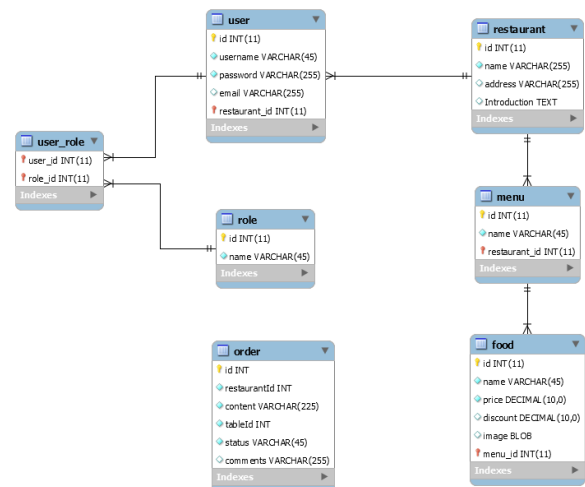 user
id INT(11)
username VARCHAR(45)
password VARCHAR(255)
email VARCHAR(255)
restaurant_id INT(11)
Indexes
restaurant
id INT(11)
name VARCHAR(255)
address VARCHAR(255)
Introduction TEXT
Indexes
user_role
user_id INT(11)
role_id INT(11)
Indexes
role
id INT(11)
name VARCHAR(45)
Indexes
menu
id INT(11)
name VARCHAR(45)
restaurant_id INT(11)
Indexes
order
id INT
restaurantId INT
content VARCHAR(225)
tableId INT
status VARCHAR(45)
comments VARCHAR(255)
Indexes
food
id INT(11)
name VARCHAR(45)
price DECIMAL(10,0)
discount DECIMAL(10,0)
image BLOB
menu_id INT(11)
Indexes